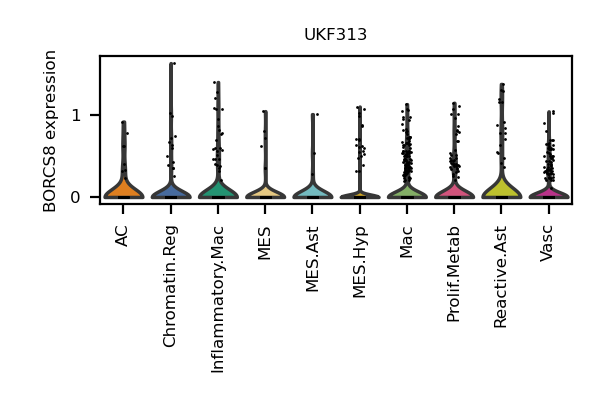 UKF313
BORCS8 expression
1
0
AC
Chromatin.Reg
Inflammatory.Mac
MES
MES.Ast
MES.Hyp
Mac
Prolif.Metab
Reactive.Ast
Vasc